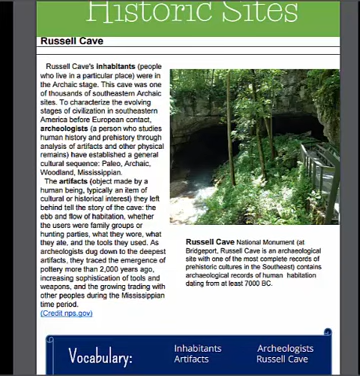 Historic Sites
Russell Cave
Russell Cave's inhabitants (people
who live in a particular place) were in
the Archaic stage. This cave was one
of thousands of southeastern Archaic
sites. To characterize the evolving
stages of civilization in southeastern
America before European contact,
archeologists (a person who studies
human history and prehistory through
analysis of artifacts and other physical
remains) have established a general
cultural sequence: Paleo, Archaic,
Woodland, Mississippian.
The artifacts (object made by a
human being, typically an item of
cultural or historical interest) they left
behind tell the story of the cave: the
ebb and flow of habitation, whether
the users were family groups or
hunting parties, what they wore, what
they ate, and the tools they used. As
archeologists dug down to the deepest
artifacts, they traced the emergence of
pottery more than 2,000 years ago,
increasing sophistication of tools and
weapons, and the growing trading with
other peoples during the Mississippian
time period.
(Credit nps.gov)
Russell Cave National Monument (at
Bridgeport, Russell Cave is an archaeological
site with one of the most complete records of
prehistoric cultures in the Southeast) contains
archaeological records of human habitation
dating from at least 7000 BC.
Vocabulary:
Inhabitants Archeologists
Artifacts Russell Cave